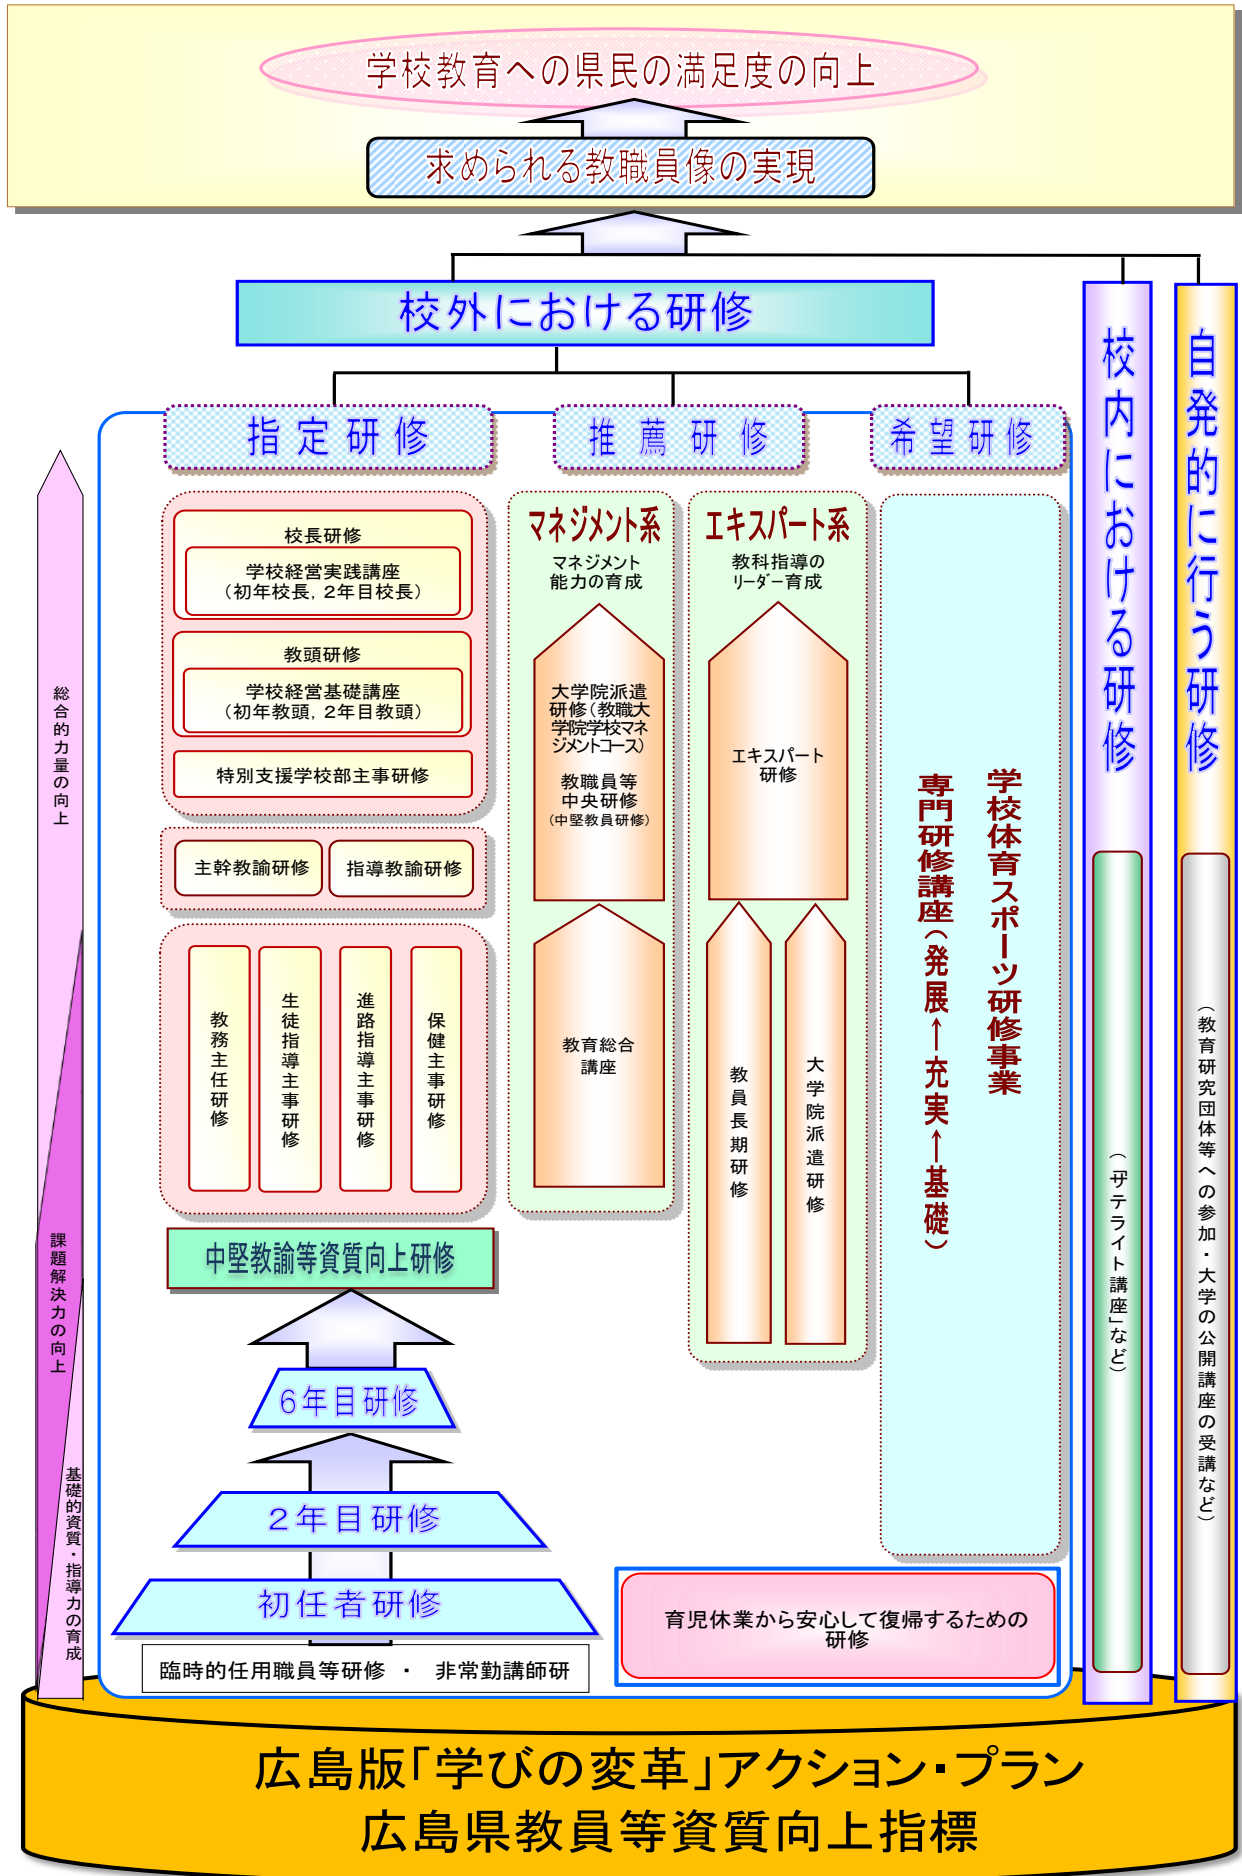 学校教育への県民の満足度の向上
求められる教職員像の実現
校外における研修
校内における研修
自発的に行う研修
指定研修
推薦研修
希望研修
校長研修
学校経営実践講座
（初年校長，2年目校長）
教頭研修
学校経営基礎講座
（初年教頭，2年目教頭）
特別支援学校部主事研修
主幹教諭研修
指導教諭研修
教務主任研修
生徒指導主事研修
進路指導主事研修
保健主事研修
中堅教諭等資質向上研修
6年目研修
２年目研修
初任者研修
臨時的任用職員等研修 ・ 非常勤講師研
マネジメント系
マネジメント
能力の育成
大学院派遣
研修（教職大
学院学校マネ
ジメントコース）
教職員等
中央研修
（中堅教員研修）
教育総合
講座
エキスパート系
教科指導の
リーダー育成
エキスパート
研修
教員長期研修
大学院派遣研修
学校体育スポーツ研修事業
専門研修講座（発展←充実←基礎）
育児休業から安心して復帰するための
研修
（「サテライト講座」など）
（教育研究団体等への参加・大学の公開講座の受講など）
総合的力量の向上
課題解決力の向上
基礎的資質・指導力の育成
広島版「学びの変革」アクション・プラン
広島県教員等資質向上指標